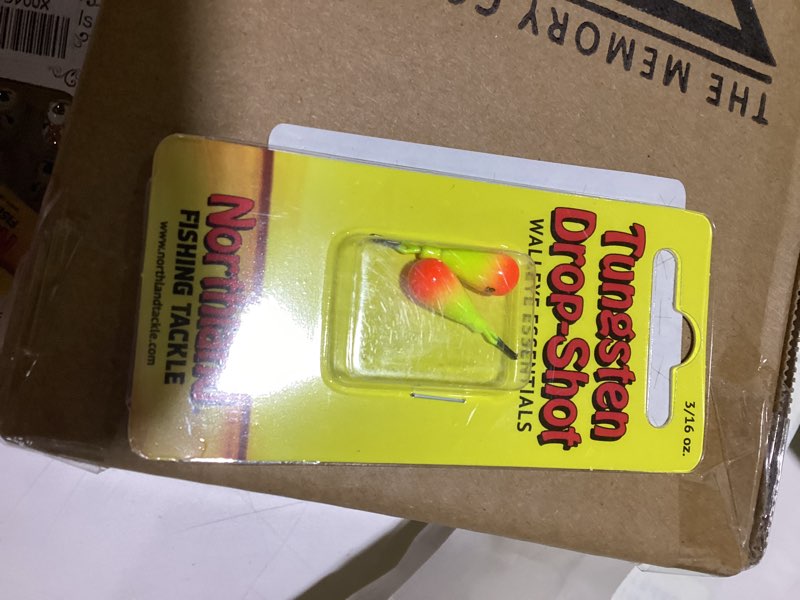 3/16 oz.
Tungsten
Drop-Shot
WALLEYE ESSENTIALS
Northland
FISHING TACKLE
www.northlandtackle.com
THE MEMORY